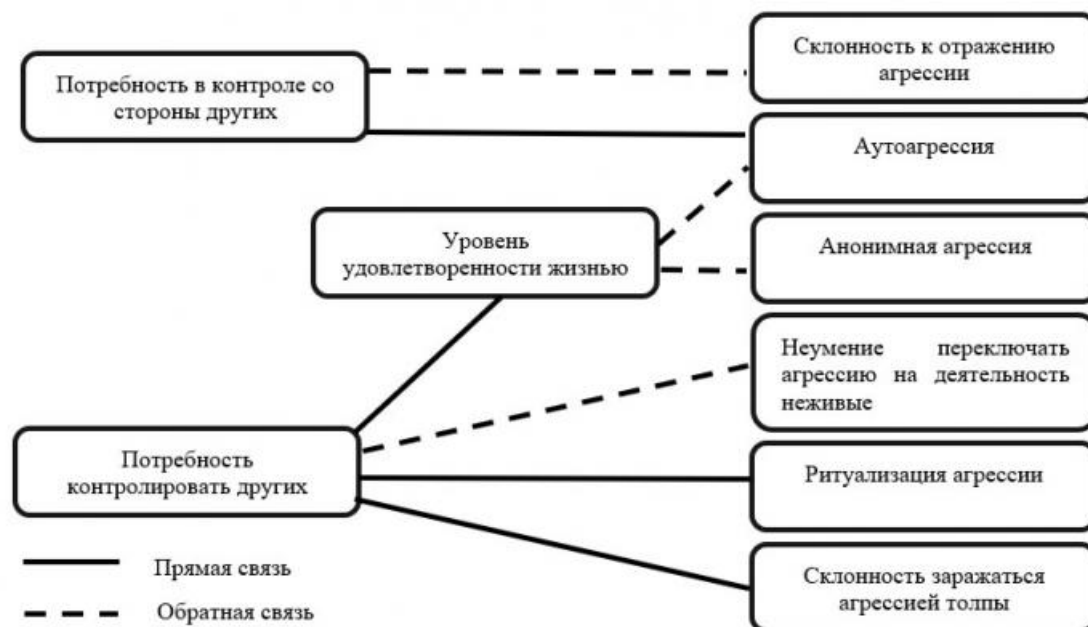 Склонность к отражению
агрессии
Потребность в контроле со
стороны других
Аутоагрессия
Уровень
удовлетворенности жизнью
Анонимная агрессия
Неумение переключать
агрессию на деятельность
неживые
Потребность
контролировать других
Ритуализация агрессии
Прямая связь
Склонность заражаться
агрессией толпы
Обратная связь